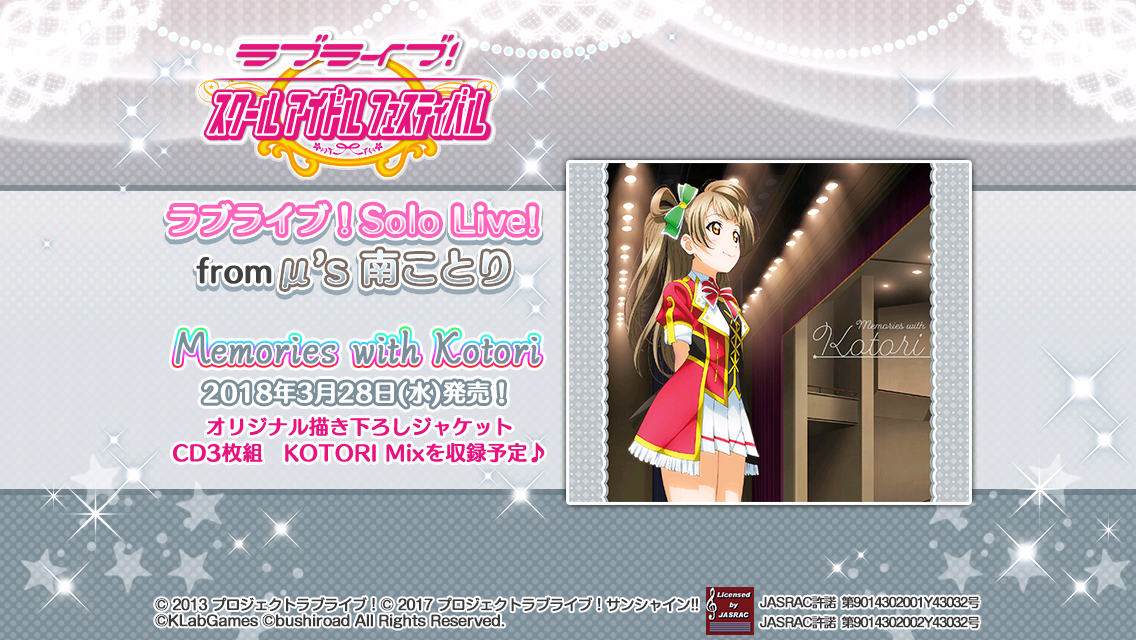 ラブライブ!
スクールアイドルフェスティバル
ラブライブ！Solo Live!
from μ's 南ことり
Memories with Kotori
2018年3月28日(水)発売！
オリジナル描き下ろしジャケット
CD3枚組　KOTORI Mixを収録予定♪
Memories with
Kotori
© 2013 プロジェクトラブライブ！© 2017 プロジェクトラブライブ！サンシャイン!!
©KLabGames ©bushiroad All Rights Reserved.
Licensed
by
JASRAC
JASRAC許諾 第9014302001Y43032号
JASRAC許諾 第9014302002Y43032号